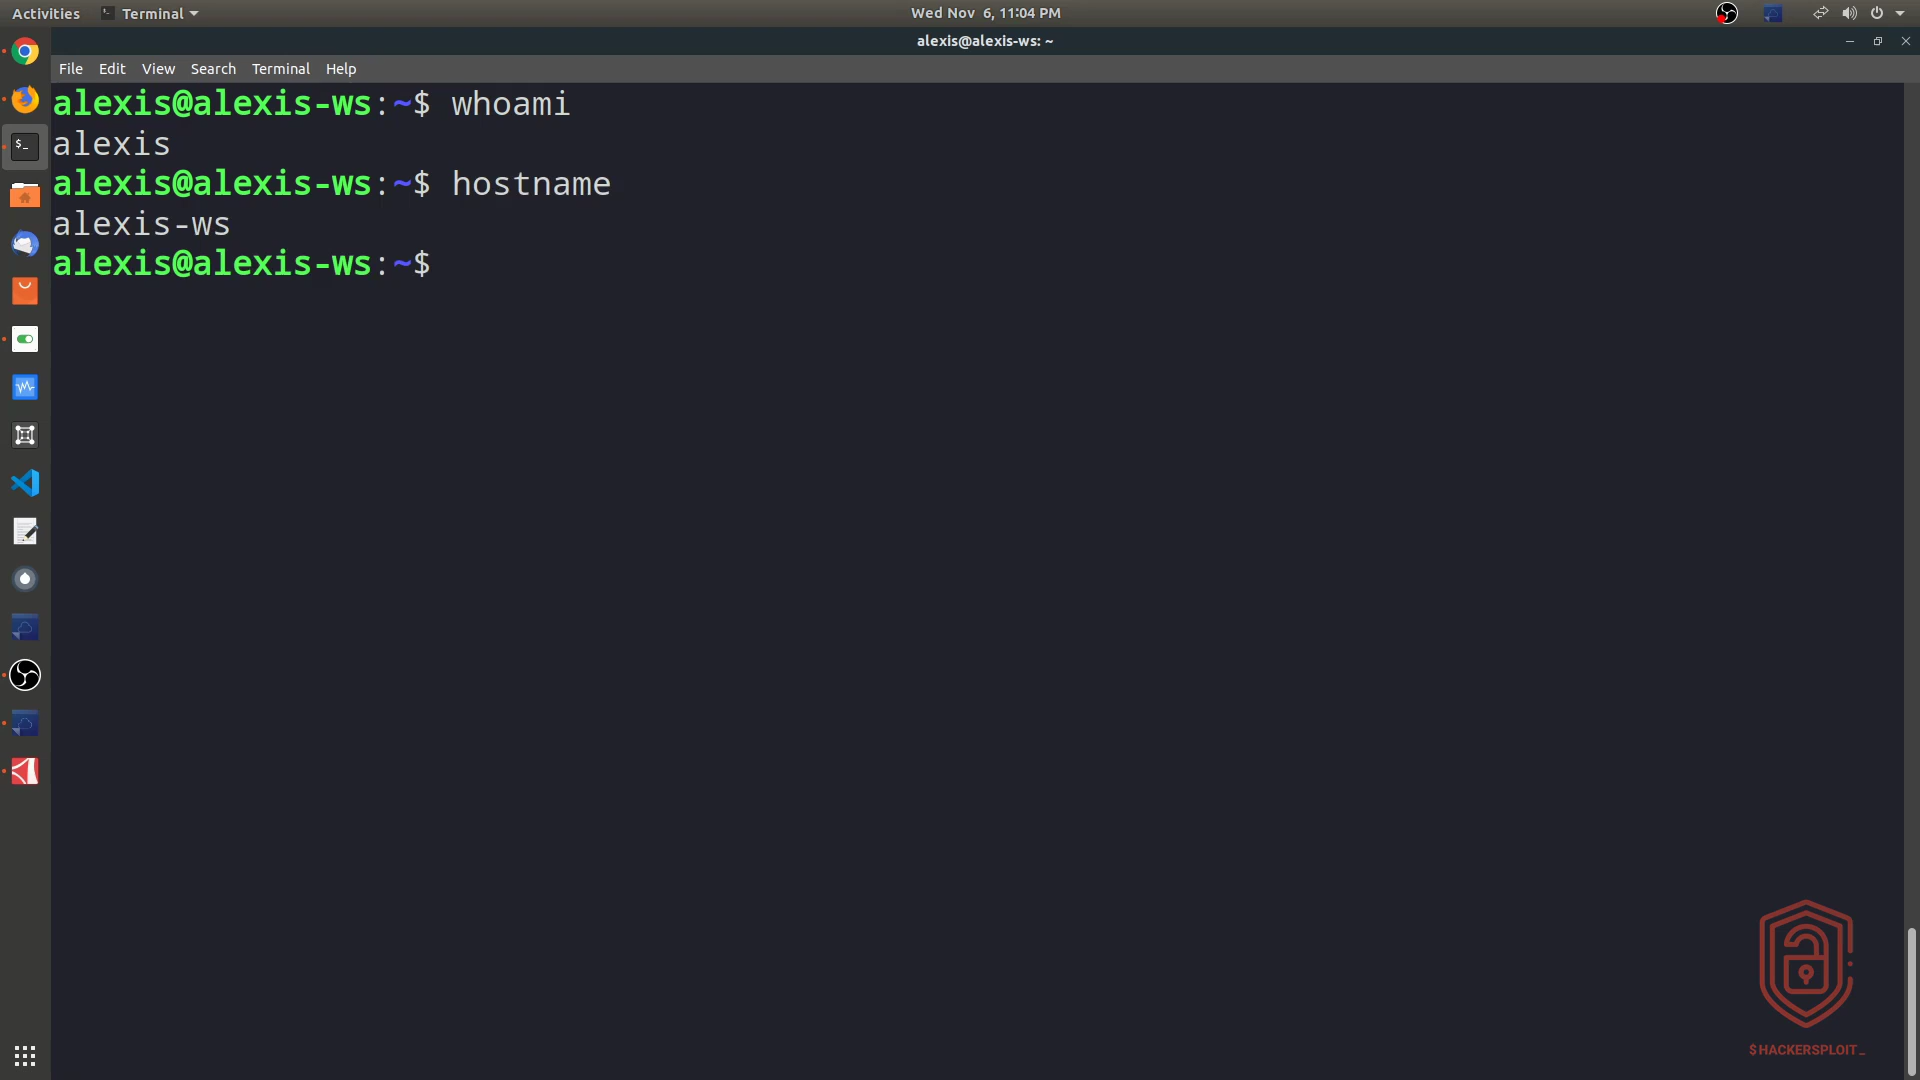 Activities Terminal Wed Nov 6, 11:04 PM
alexis@alexis-ws: ~
File Edit View Search Terminal Help
alexis@alexis-ws:~$ whoami
alexis
alexis@alexis-ws:~$ hostname
alexis-ws
alexis@alexis-ws:~$
$HACKERSPLOIT_